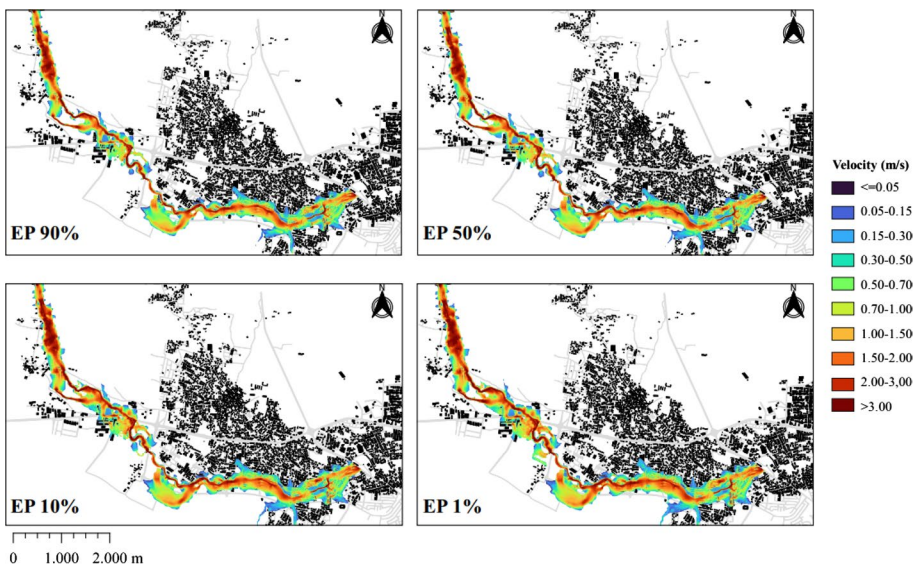 N
N
EP 90%
EP 50%
Velocity (m/s)
<=0.05
0.05-0.15
0.15-0.30
0.30-0.50
0.50-0.70
0.70-1.00
1.00-1.50
1.50-2.00
2.00-3,00
>3.00
N
N
EP 10%
EP 1%
0 1.000 2.000 m